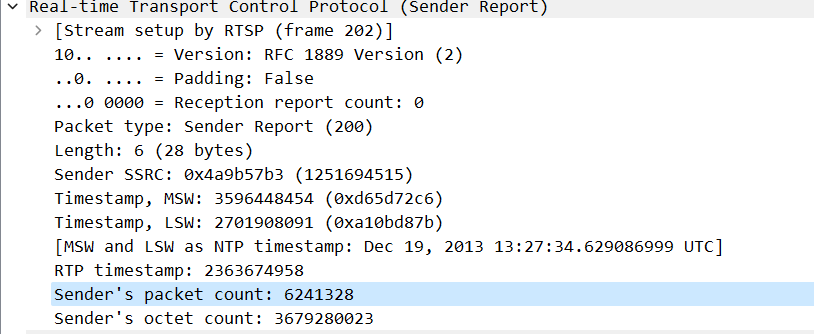 Real-time Transport Control Protocol (Sender Report)
[Stream setup by RTSP (frame 202)]
10.. .... = Version: RFC 1889 Version (2)
..0. .... = Padding: False
...0 0000 = Reception report count: 0
Packet type: Sender Report (200)
Length: 6 (28 bytes)
Sender SSRC: 0x4a9b57b3 (1251694515)
Timestamp, MSW: 3596448454 (0xd65d72c6)
Timestamp, LSW: 2701908091 (0xa10bd87b)
[MSW and LSW as NTP timestamp: Dec 19, 2013 13:27:34.629086999 UTC]
RTP timestamp: 2363674958
Sender's packet count: 6241328
Sender's octet count: 3679280023